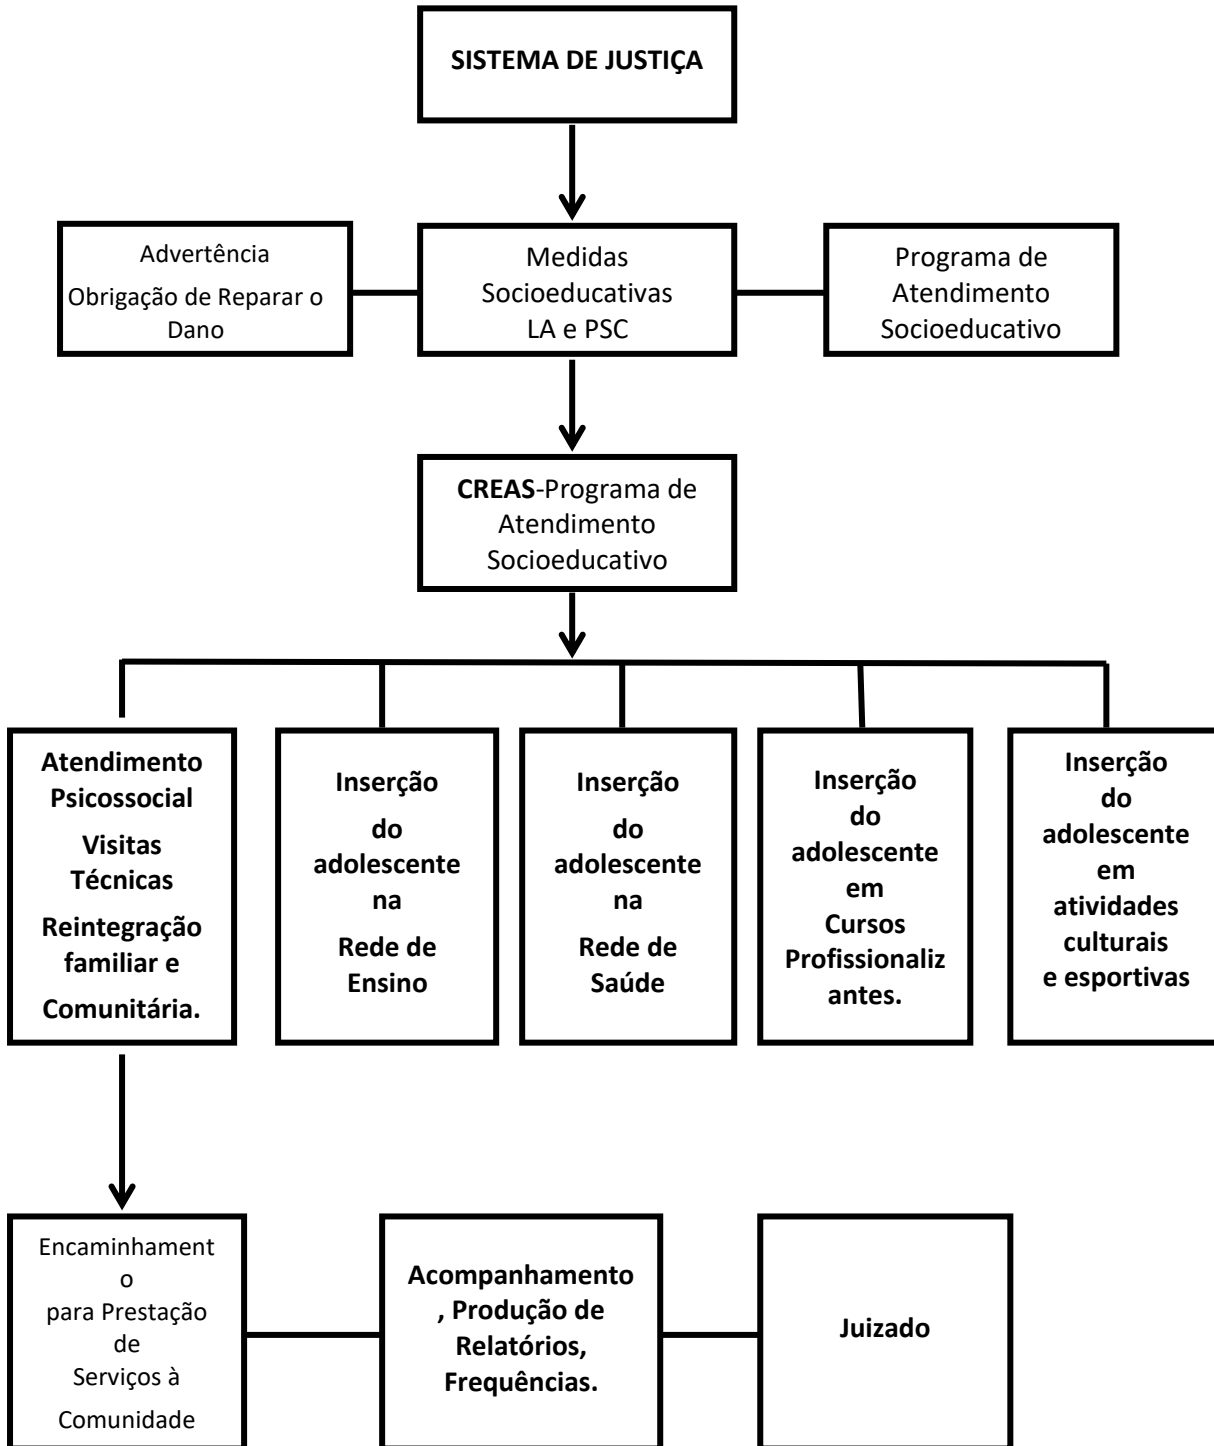 SISTEMA DE JUSTIÇA
Advertência
Obrigação de Reparar o
Dano
Medidas
Socioeducativas
LA e PSC
Programa de
Atendimento
Socioeducativo
CREAS-Programa de
Atendimento
Socioeducativo
Atendimento
Psicossocial
Visitas
Técnicas
Reintegração
familiar e
Comunitária.
Inserção
do
adolescente
na
Rede de
Ensino
Inserção
do
adolescente
na
Rede de
Saúde
Inserção
do
adolescente
em
Cursos
Profissionaliz
antes.
Inserção
do
adolescente
em
atividades
culturais
e esportivas
Encaminhament
o
para Prestação
de
Serviços à
Comunidade
Acompanhamento
, Produção de
Relatórios,
Frequências.
Juizado